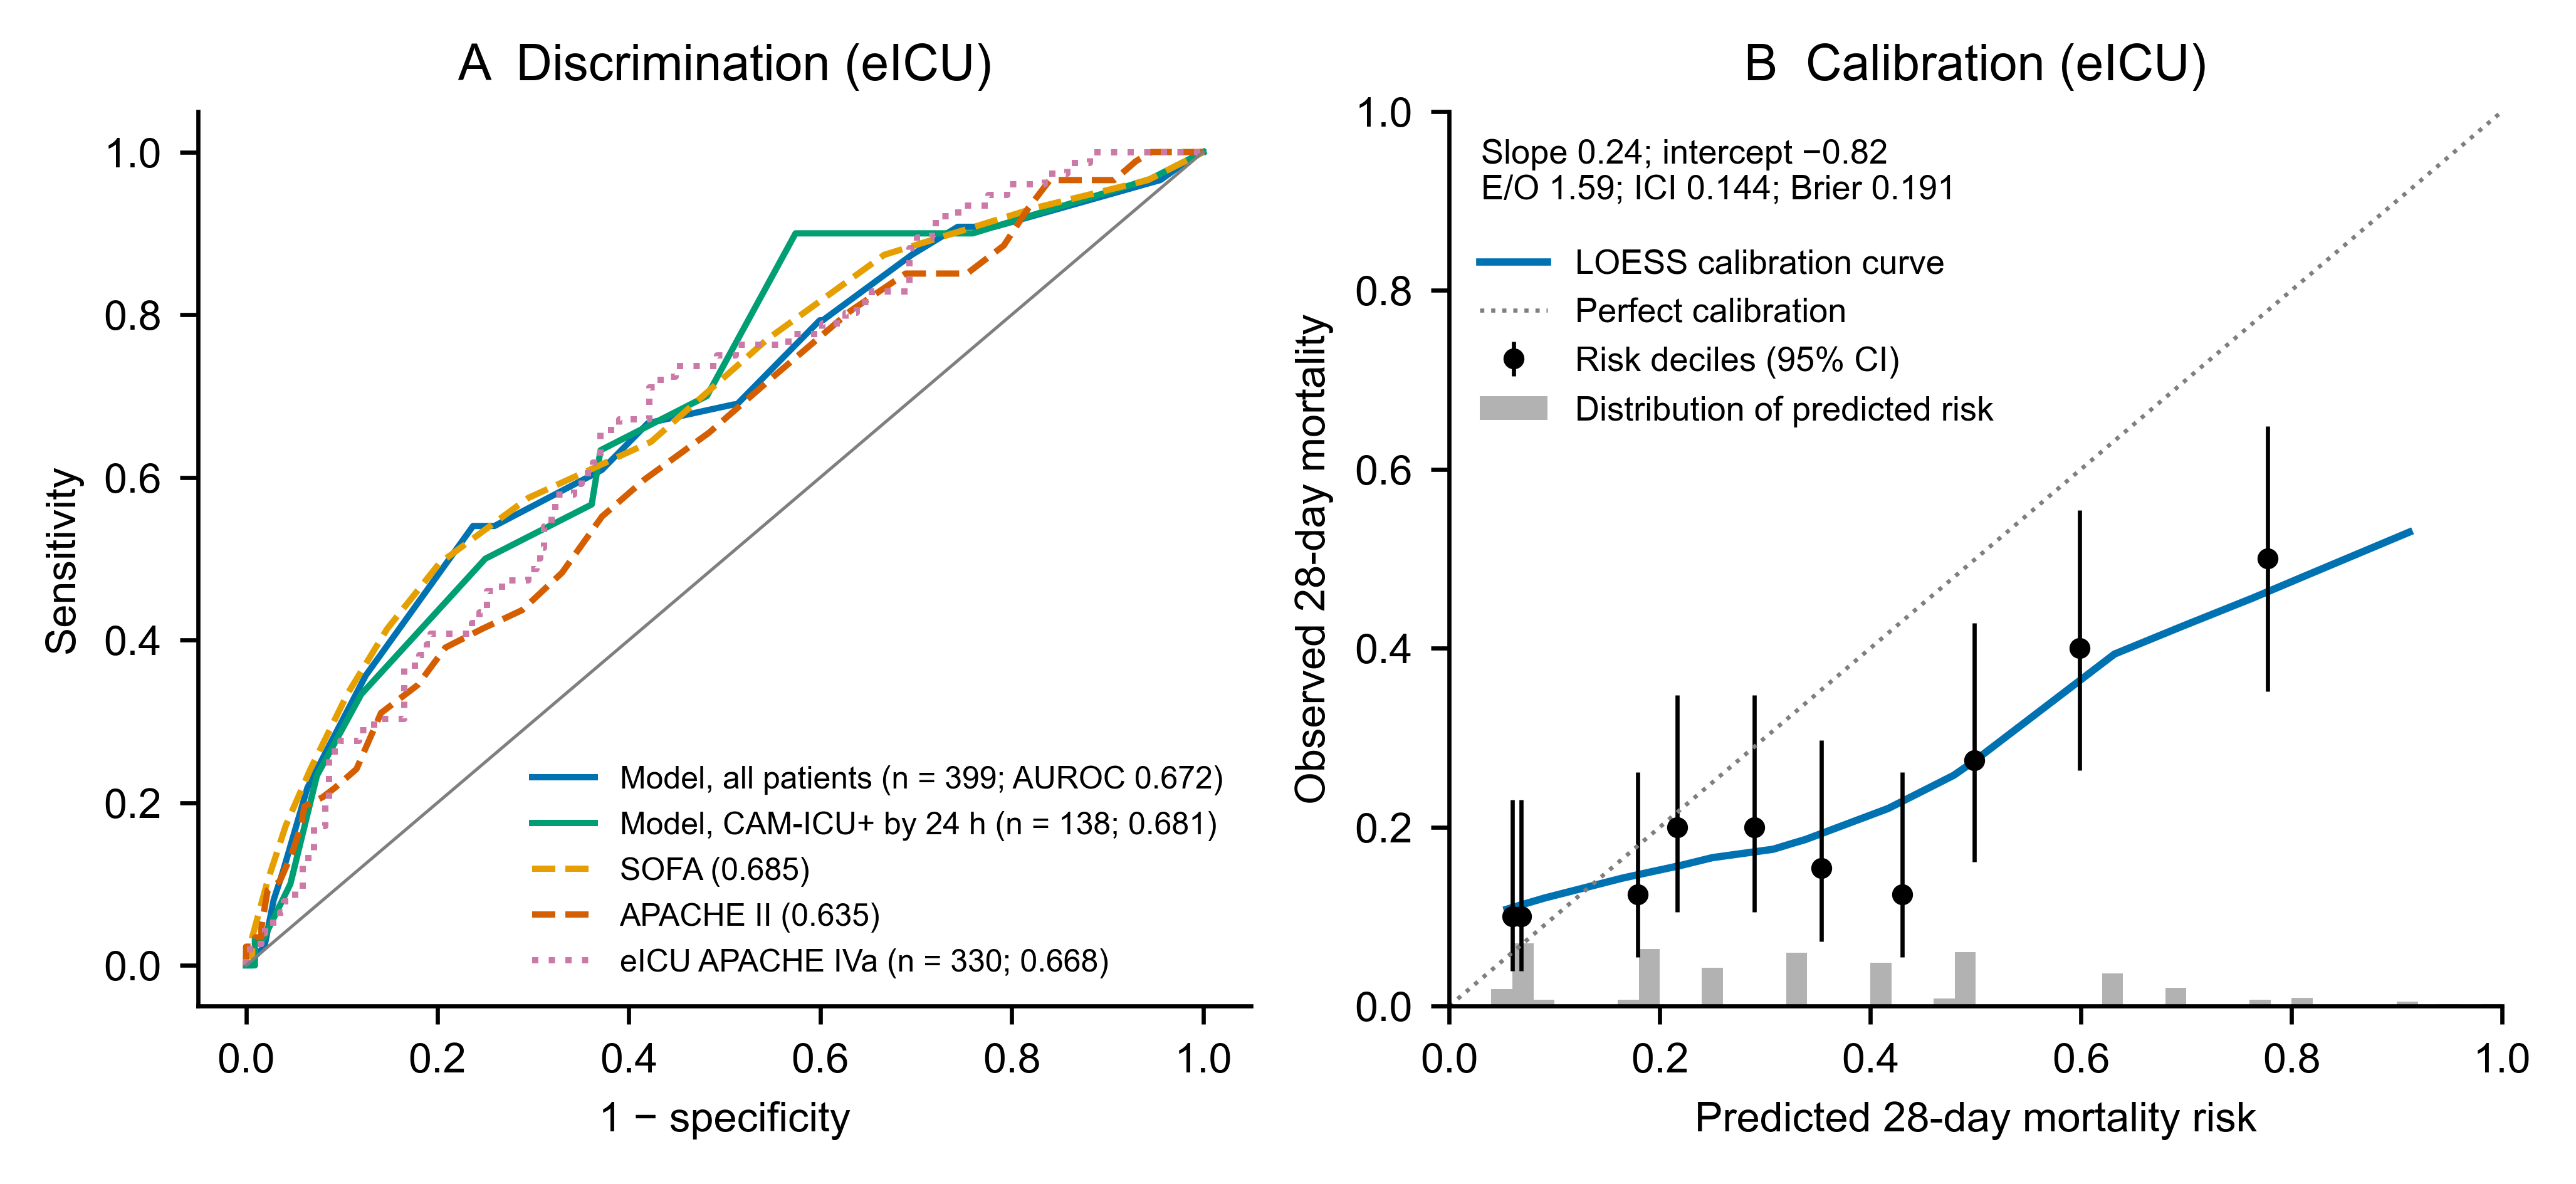 A  Discrimination (eICU)
1.0
0.8
0.6
0.4
0.2
0.0
Sensitivity
Model, all patients (n = 399; AUROC 0.672)
Model, CAM-ICU+ by 24 h (n = 138; 0.681)
SOFA (0.685)
APACHE II (0.635)
eICU APACHE IVa (n = 330; 0.668)
0.0 0.2 0.4 0.6 0.8 1.0
1 − specificity
B  Calibration (eICU)
1.0
0.8
0.6
0.4
0.2
0.0
Observed 28-day mortality
Slope 0.24; intercept −0.82
E/O 1.59; ICI 0.144; Brier 0.191
LOESS calibration curve
Perfect calibration
Risk deciles (95% CI)
Distribution of predicted risk
0.0 0.2 0.4 0.6 0.8 1.0
Predicted 28-day mortality risk